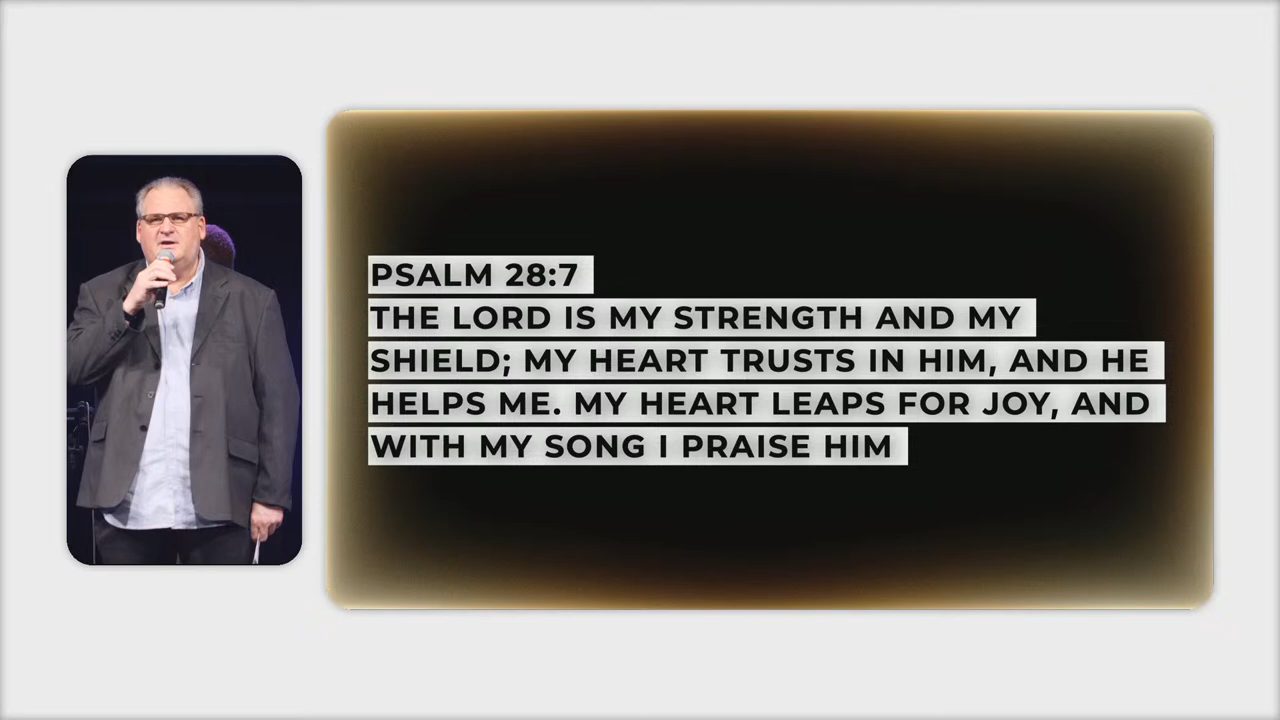 PSALM 28:7
THE LORD IS MY STRENGTH AND MY
SHIELD; MY HEART TRUSTS IN HIM, AND HE
HELPS ME. MY HEART LEAPS FOR JOY, AND
WITH MY SONG I PRAISE HIM